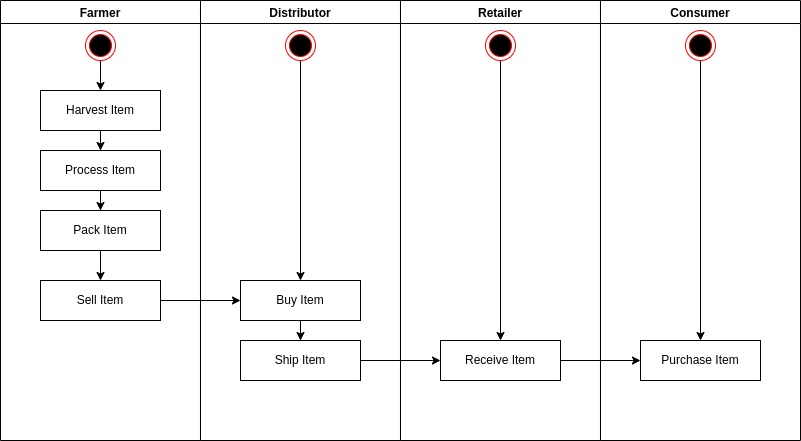 Farmer
Distributor
Retailer
Consumer
Harvest Item
Process Item
Pack Item
Sell Item
Buy Item
Ship Item
Receive Item
Purchase Item